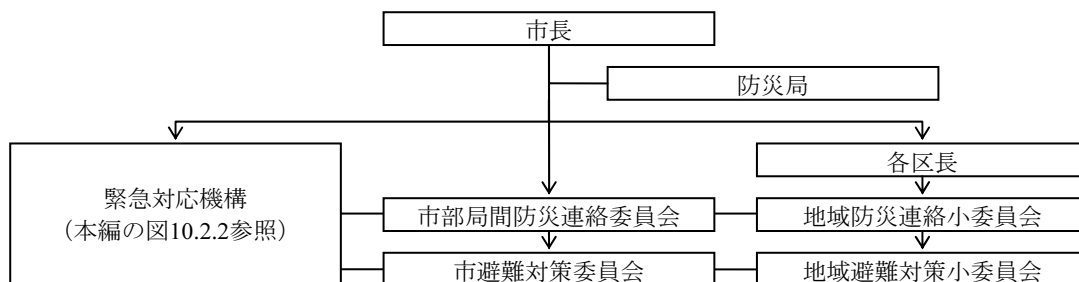 市長
防災局
各区長
緊急対応機構
（本編の図10.2.2参照）
市部局間防災連絡委員会
地域防災連絡小委員会
市避難対策委員会
地域避難対策小委員会